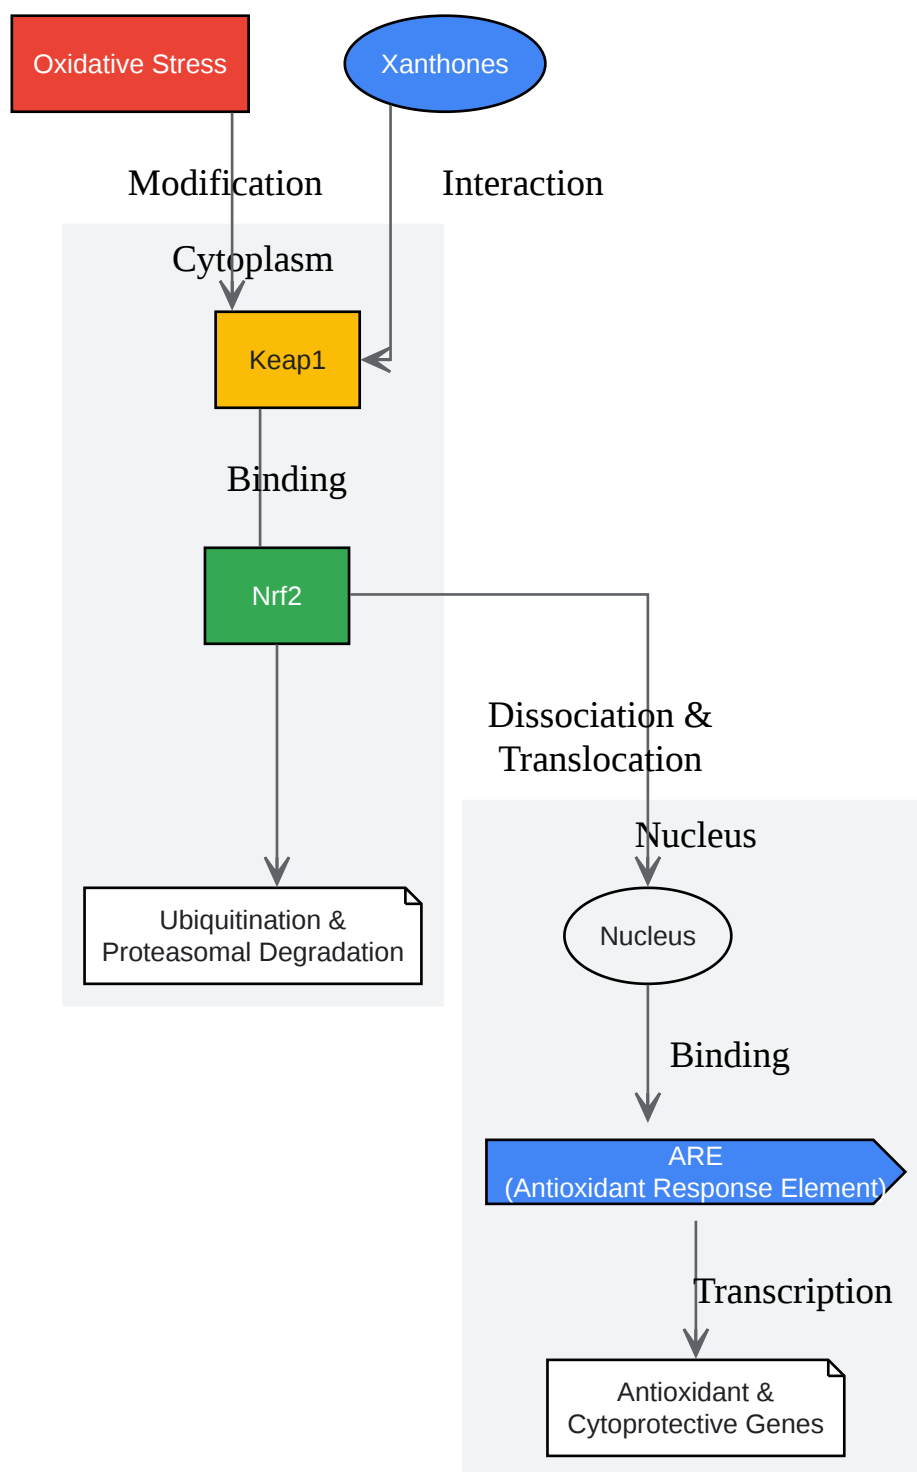 Oxidative Stress
Xanthones
Modification
Interaction
Cytoplasm
Keap1
Binding
Nrf2
Dissociation &
Translocation
Nucleus
Ubiquitination &
Proteasomal Degradation
Nucleus
Binding
ARE
(Antioxidant Response Element)
Transcription
Antioxidant &
Cytoprotective Genes